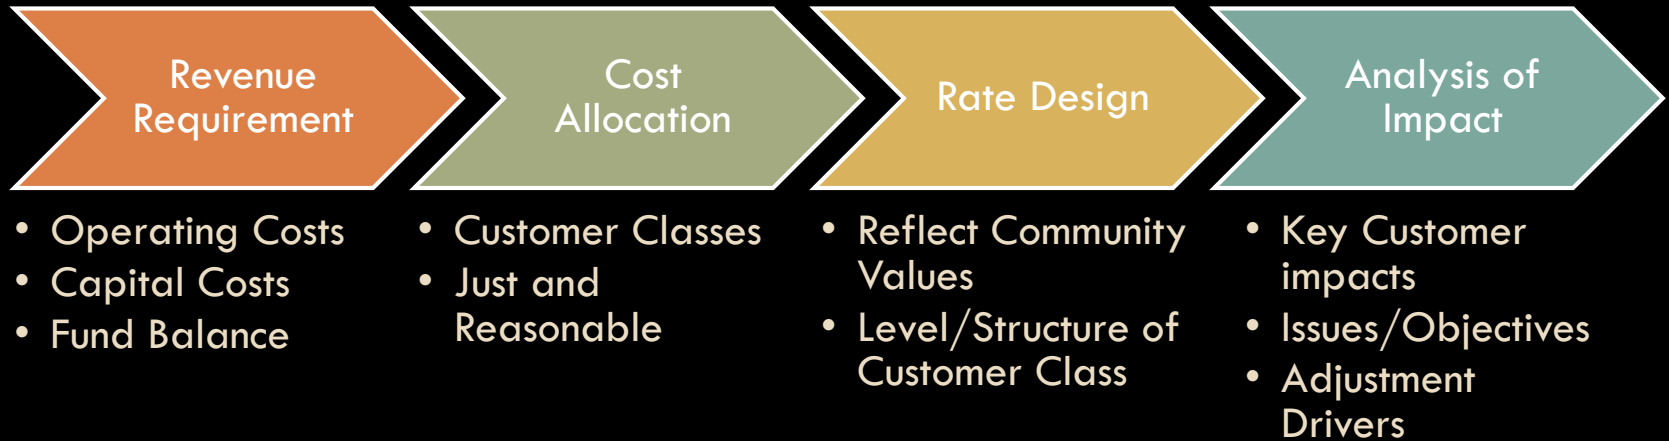 Revenue
Requirement
• Operating Costs
• Capital Costs
• Fund Balance
Cost
Allocation
• Customer Classes
• Just and
Reasonable
Rate Design
• Reflect Community
Values
• Level/Structure of
Customer Class
Analysis of
Impact
• Key Customer
impacts
• Issues/Objectives
• Adjustment
Drivers